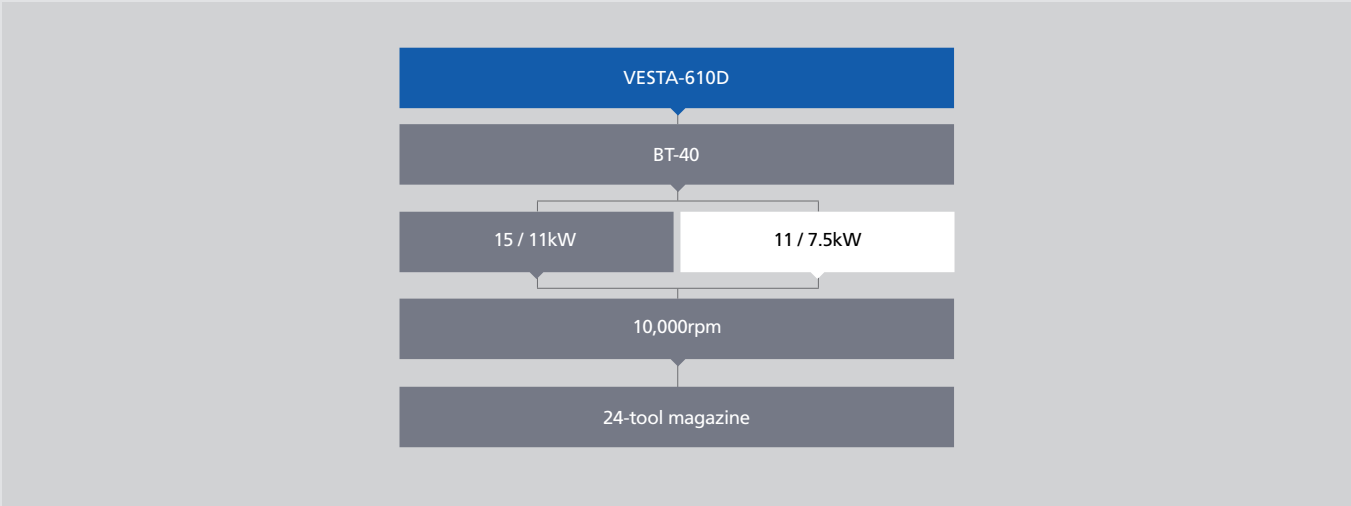 VESTA-610D
BT-40
15 / 11kW
11 / 7.5kW
10,000rpm
24-tool magazine